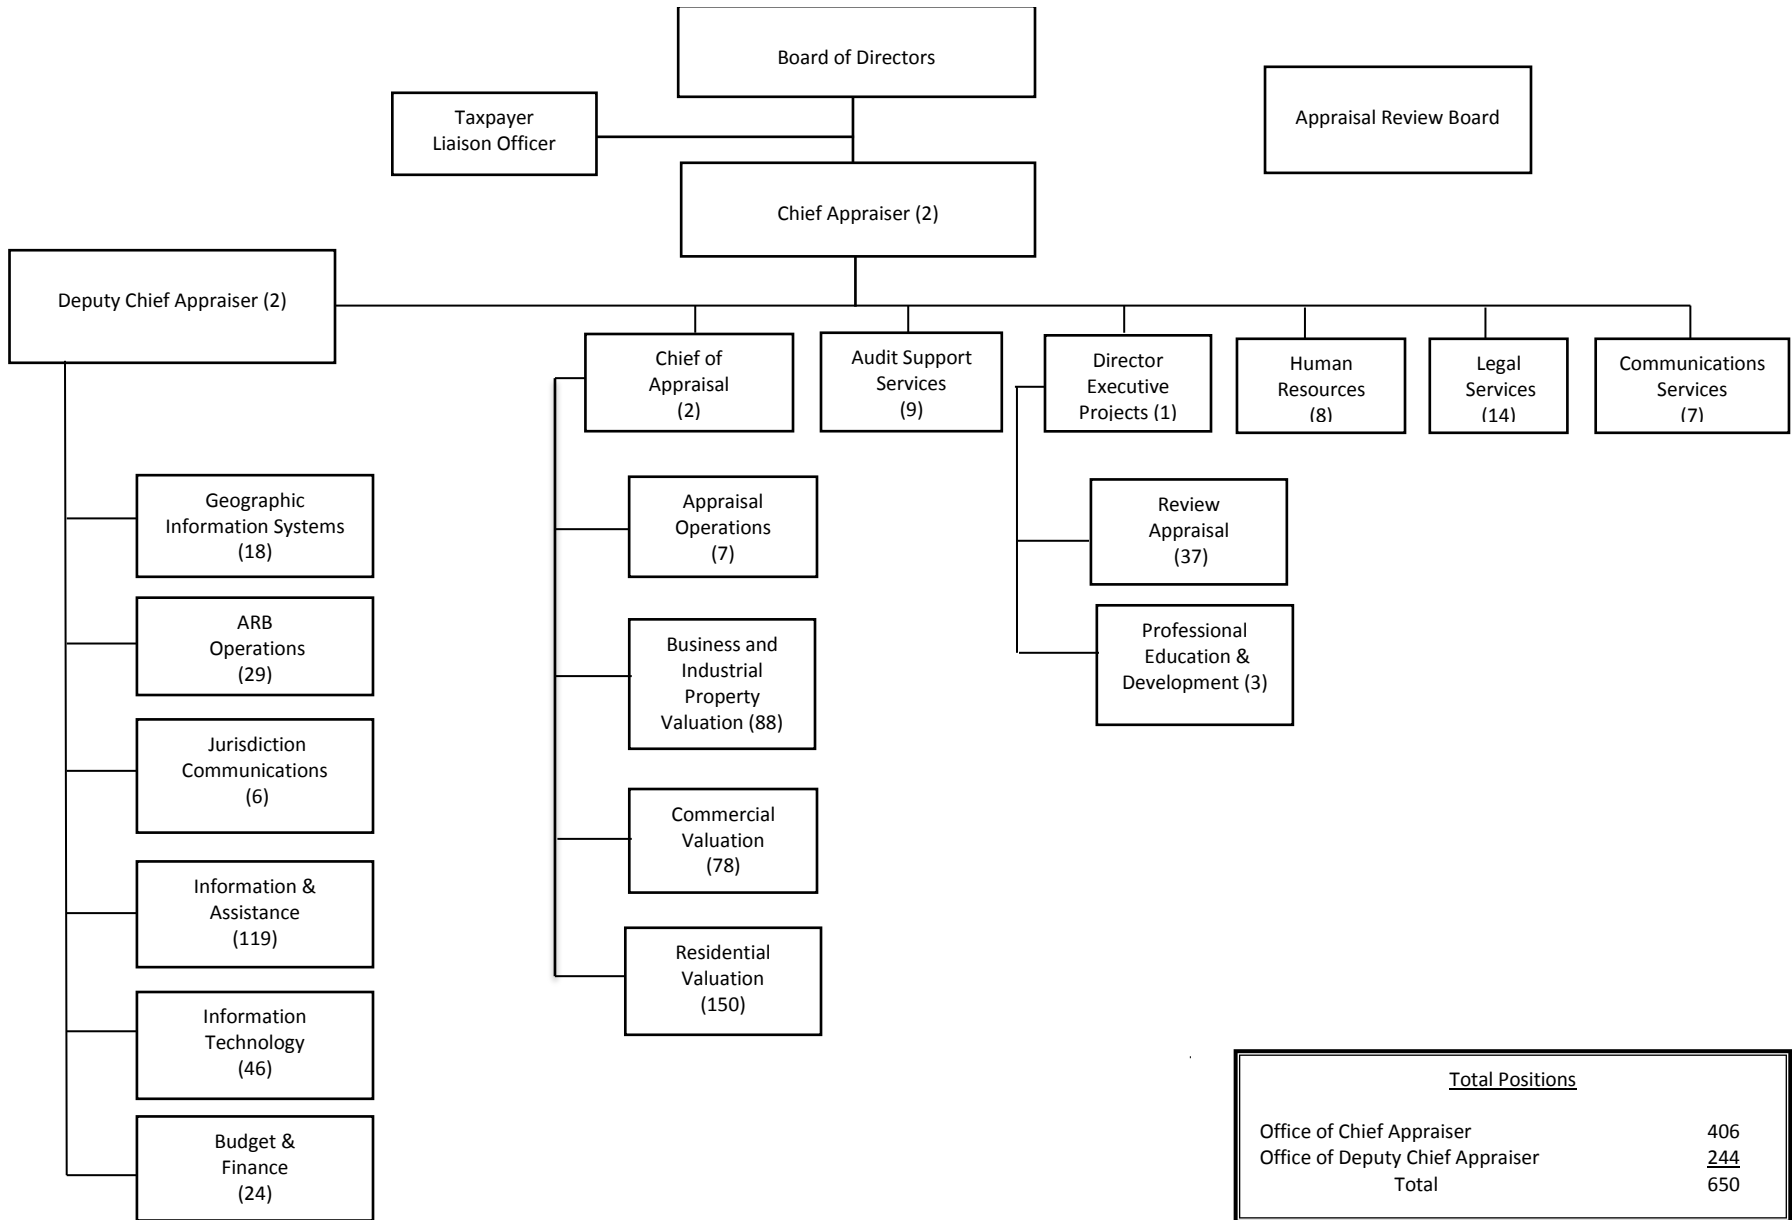 Board of Directors
Taxpayer
Liaison Officer
Appraisal Review Board
Chief Appraiser (2)
Deputy Chief Appraiser (2)
Chief of
Appraisal
(2)
Audit Support
Services
(9)
Director
Executive
Projects (1)
Human
Resources
(8)
Legal
Services
(14)
Communications
Services
(7)
Geographic
Information Systems
(18)
ARB
Operations
(29)
Jurisdiction
Communications
(6)
Information &
Assistance
(119)
Information
Technology
(46)
Budget &
Finance
(24)
Appraisal
Operations
(7)
Business and
Industrial
Property
Valuation (88)
Commercial
Valuation
(78)
Residential
Valuation
(150)
Review
Appraisal
(37)
Professional
Education &
Development (3)
Total Positions
Office of Chief Appraiser 406
Office of Deputy Chief Appraiser 244
Total 650